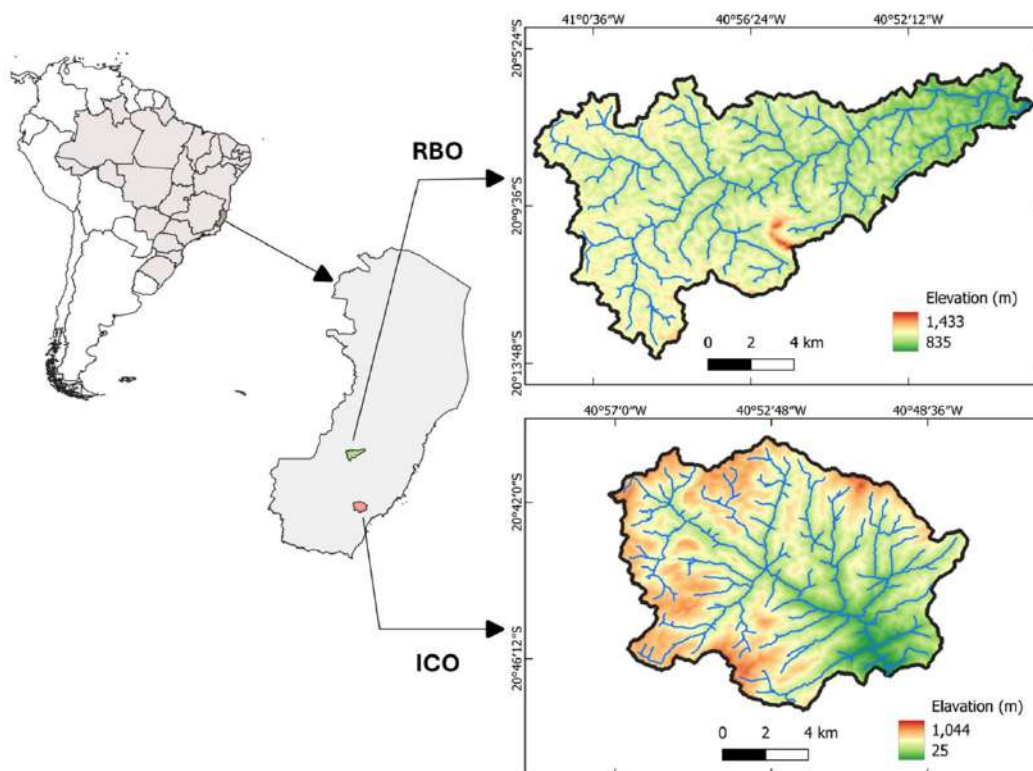 RBO
41°0'36"W 40°56'24"W 40°52'12"W
20°5'24"S
20°9'36"S
20°13'48"S
Elevation (m)
1,433
835
0 2 4 km
ICO
40°57'0"W 40°52'48"W 40°48'36"W
20°42'0"S
20°46'12"S
Elavation (m)
1,044
25
0 2 4 km